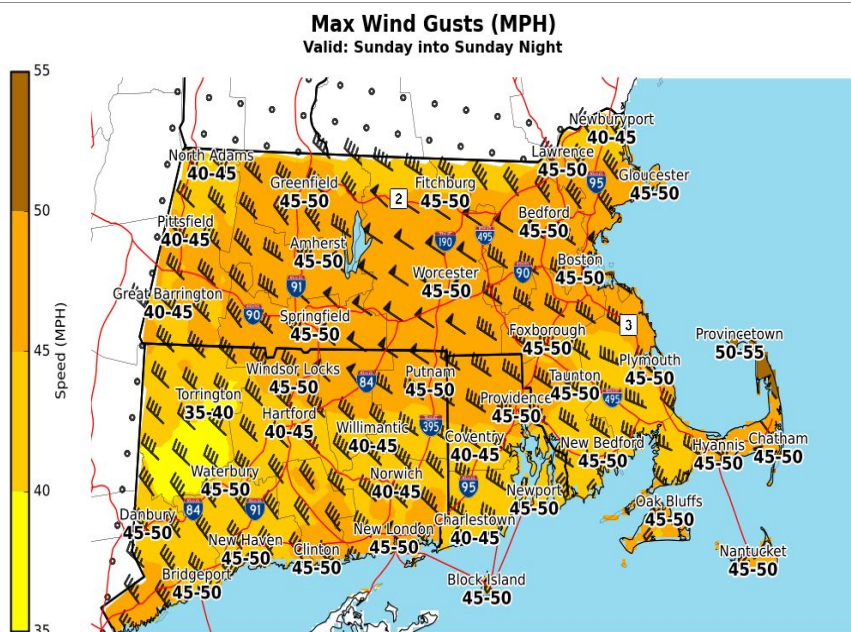 Max Wind Gusts (MPH)
Valid: Sunday into Sunday Night
55
50
45
40
35
Speed (MPH)
Newburyport
40-45
North Adams
40-45
Lawrence
45-50
Greenfield
45-50
Fitchburg
45-50
95
Gloucester
45-50
2
Pittsfield
40-45
Bedford
45-50
Amherst
45-50
190
495
Boston
45-50
Worcester
45-50
90
91
Great Barrington
40-45
90
Springfield
45-50
Foxborough
45-50
3
Provincetown
50-55
Windsor Locks
45-50
84
Putnam
45-50
Taunton
45-50
Plymouth
45-50
Torrington
35-40
495
Hartford
40-45
Providence
45-50
Willimantic
40-45
395
Coventry
40-45
New Bedford
45-50
Hyannis
45-50
Chatham
45-50
Waterbury
45-50
Norwich
40-45
95
Newport
45-50
Oak Bluffs
45-50
84
91
Danbury
45-50
Charlestown
40-45
New London
45-50
New Haven
45-50
Clinton
45-50
Nantucket
45-50
Bridgeport
45-50
Block Island
45-50